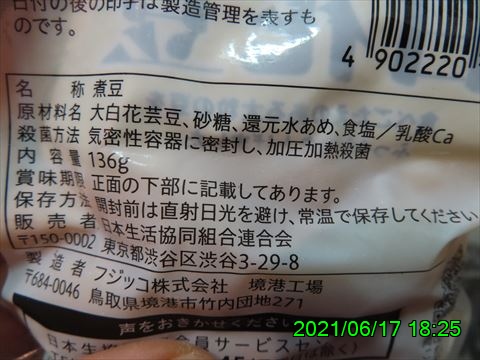 日付の後の印字は製造管理を表すも
のです。
4 902220
名 称 煮豆
原材料名 大白花芸豆、砂糖、還元水あめ、食塩／乳酸Ca
殺菌方法 気密性容器に密封し、加圧加熱殺菌
内 容 量 136g
賞味期限 正面の下部に記載してあります。
保存方法 開封前は直射日光を避け、常温で保存してください
販 売 者 日本生活協同組合連合会
〒150-0002 東京都渋谷区渋谷3-29-8
製 造 者 フジッコ株式会社 境港工場
〒684-0046 鳥取県境港市竹内団地271
声をおきかせください
2021/06/17 18:25